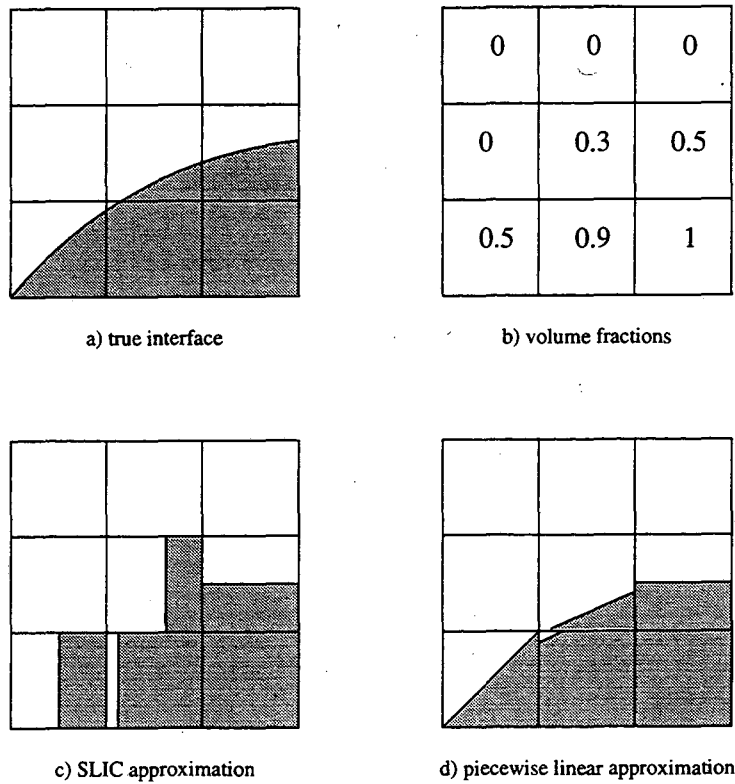 0 0 0
0 0.3 0.5
0.5 0.9 1
a) true interface
b) volume fractions
c) SLIC approximation
d) piecewise linear approximation